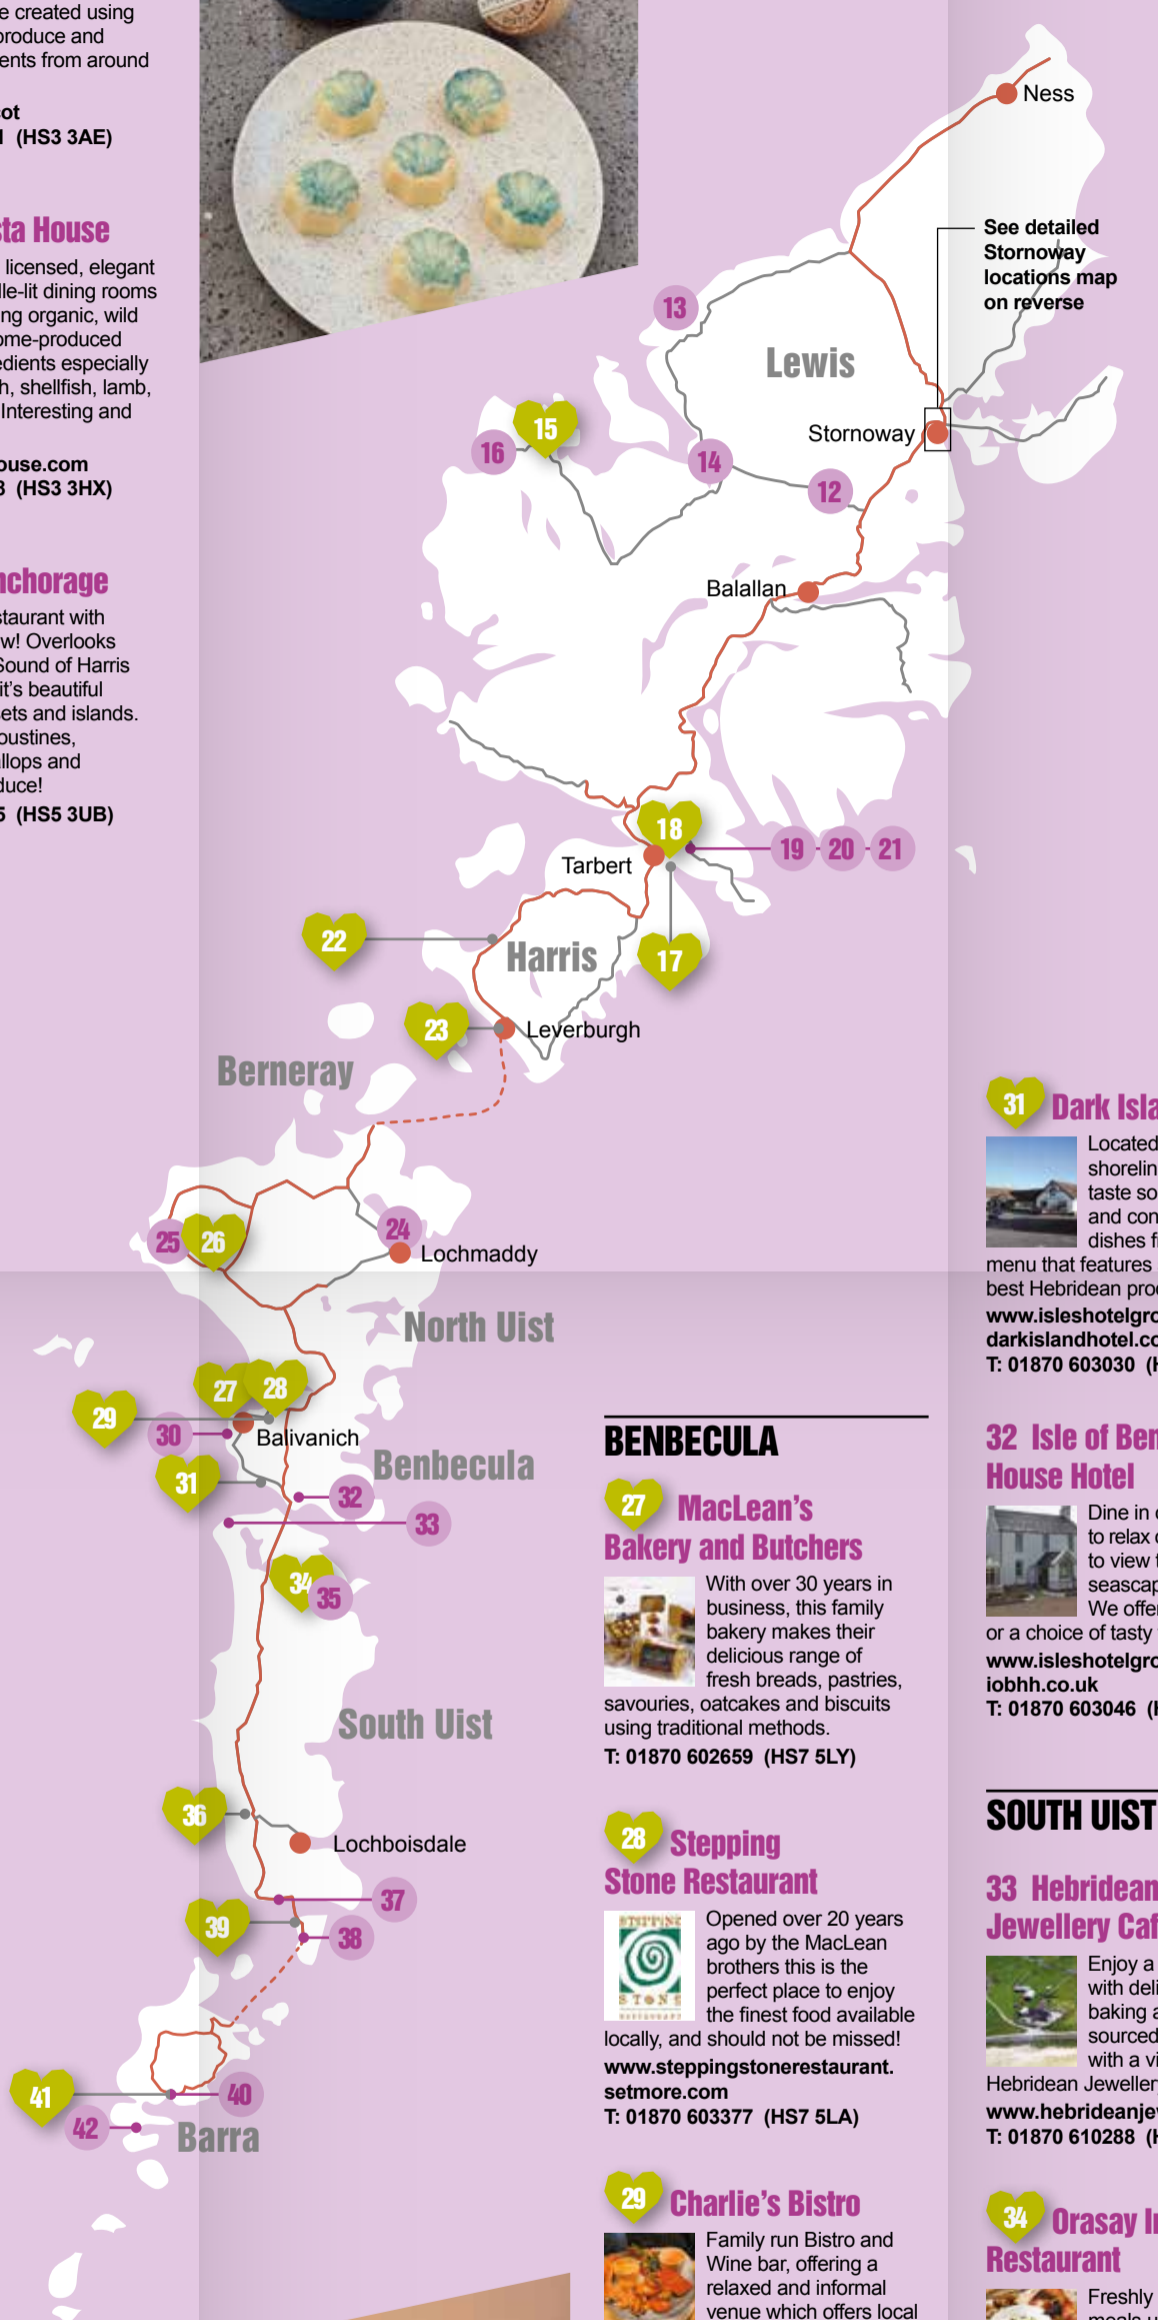 e created using
produce and
ents from around
cot
(HS3 3AE)
sta House
licensed, elegant
lle-lit dining rooms
ng organic, wild
ome-produced
edients especially
h, shellfish, lamb,
Interesting and
ouse.com
(HS3 3HX)
nchorage
staurant with
w! Overlooks
Sound of Harris
it's beautiful
ets and islands.
oustines,
allops and
duce!
5 (HS5 3UB)
Ness
See detailed
Stornoway
locations map
on reverse
13
Lewis
15
16
Stornoway
14
12
Balallan
18
19 20 21
Tarbert
22
Harris
17
23
Leverburgh
Berneray
24
25 26
Lochmaddy
North Uist
27 28
29
30
Balivanich
Benbecula
31
32
33
34
35
South Uist
36
Lochboisdale
37
39
38
41
40
42
Barra
BENBECULA
27 MacLean's
Bakery and Butchers
With over 30 years in
business, this family
bakery makes their
delicious range of
fresh breads, pastries,
savouries, oatcakes and biscuits
using traditional methods.
T: 01870 602659 (HS7 5LY)
28 Stepping
Stone Restaurant
STEPPING
STONE
Opened over 20 years
ago by the MacLean
brothers this is the
perfect place to enjoy
the finest food available
locally, and should not be missed!
www.steppingstonerestaurant.
setmore.com
T: 01870 603377 (HS7 5LA)
29 Charlie's Bistro
Family run Bistro and
Wine bar, offering a
relaxed and informal
venue which offers local
31 Dark Isla
Located
shorelin
taste so
and con
dishes f
menu that features
best Hebridean pro
www.isleshotelgro
darkislandhotel.co
T: 01870 603030 (H
32 Isle of Ben
House Hotel
Dine in
to relax
to view
seascap
We offe
or a choice of tasty
www.isleshotelgro
iobhh.co.uk
T: 01870 603046 (H
SOUTH UIST
33 Hebridean
Jewellery Caf
Enjoy a
with deli
baking a
sourced
with a vi
Hebridean Jeweller
www.hebrideanjew
T: 01870 610288 (H
34 Orasay In
Restaurant
Freshly